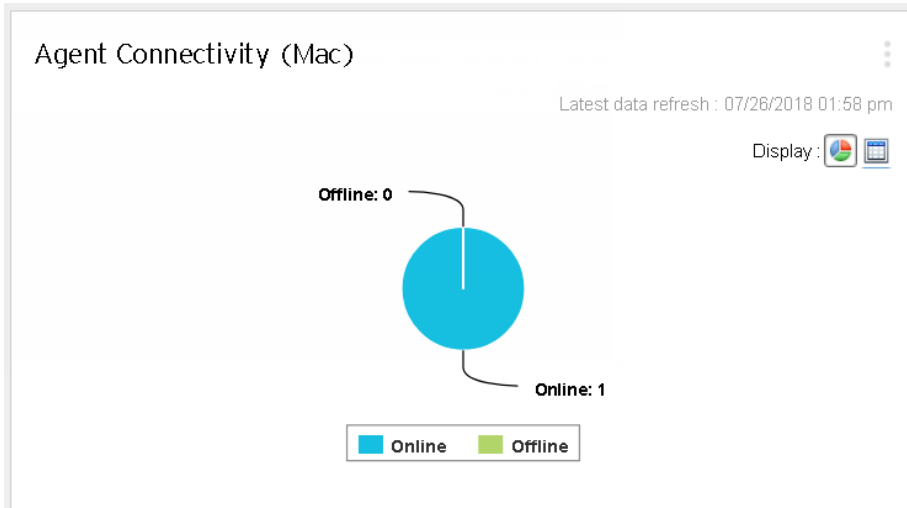 Agent Connectivity (Mac)
Latest data refresh : 07/26/2018 01:58 pm
Display :
Offline: 0
Online: 1
Online Offline